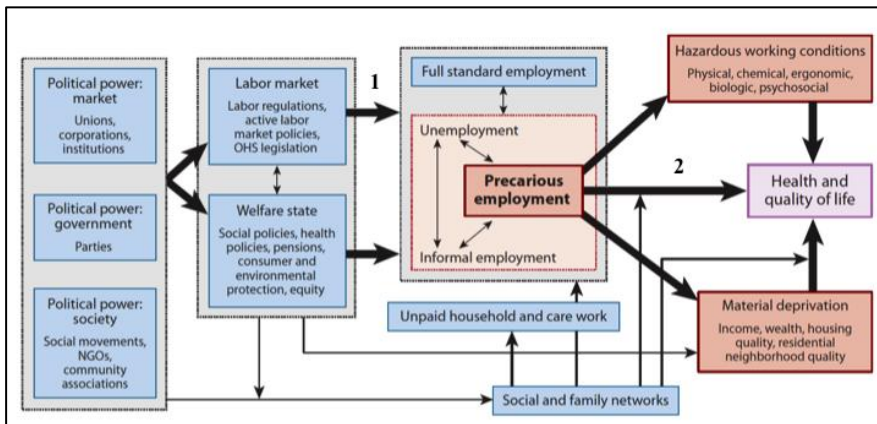 Political power:
market
Unions,
corporations,
institutions
Political power:
government
Parties
Political power:
society
Social movements,
NGOs,
community
associations
Labor market
Labor regulations,
active labor
market policies,
OHS legislation
Welfare state
Social policies, health
policies, pensions,
consumer and
environmental
protection, equity
1
Full standard employment
Unemployment
Precarious
employment
Informal employment
Unpaid household and care work
Social and family networks
2
Hazardous working conditions
Physical, chemical, ergonomic,
biologic, psychosocial
Health and
quality of life
Material deprivation
Income, wealth, housing
quality, residential
neighborhood quality